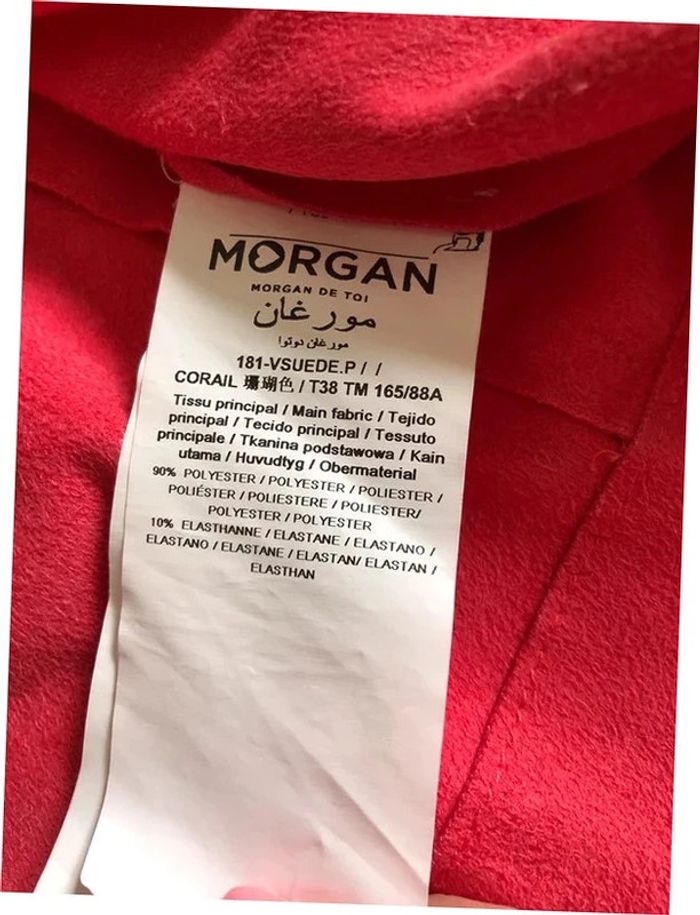 MORGAN
MORGAN DE TOI
مورغان
مورغان دوتوا
181-VSUEDE.P / /
CORAIL 珊瑚色 / T38 TM 165/88A
Tissu principal / Main fabric / Tejido
principal / Tecido principal / Tessuto
principale / Tkanina podstawowa / Kain
utama / Huvudtyg / Obermaterial
90% POLYESTER / POLYESTER / POLIESTER /
POLIÉSTER / POLIESTERE / POLIESTER/
POLYESTER / POLYESTER
10% ELASTHANNE / ELASTANE / ELASTANO /
ELASTANO / ELASTANE / ELASTAN/ ELASTAN /
ELASTHAN